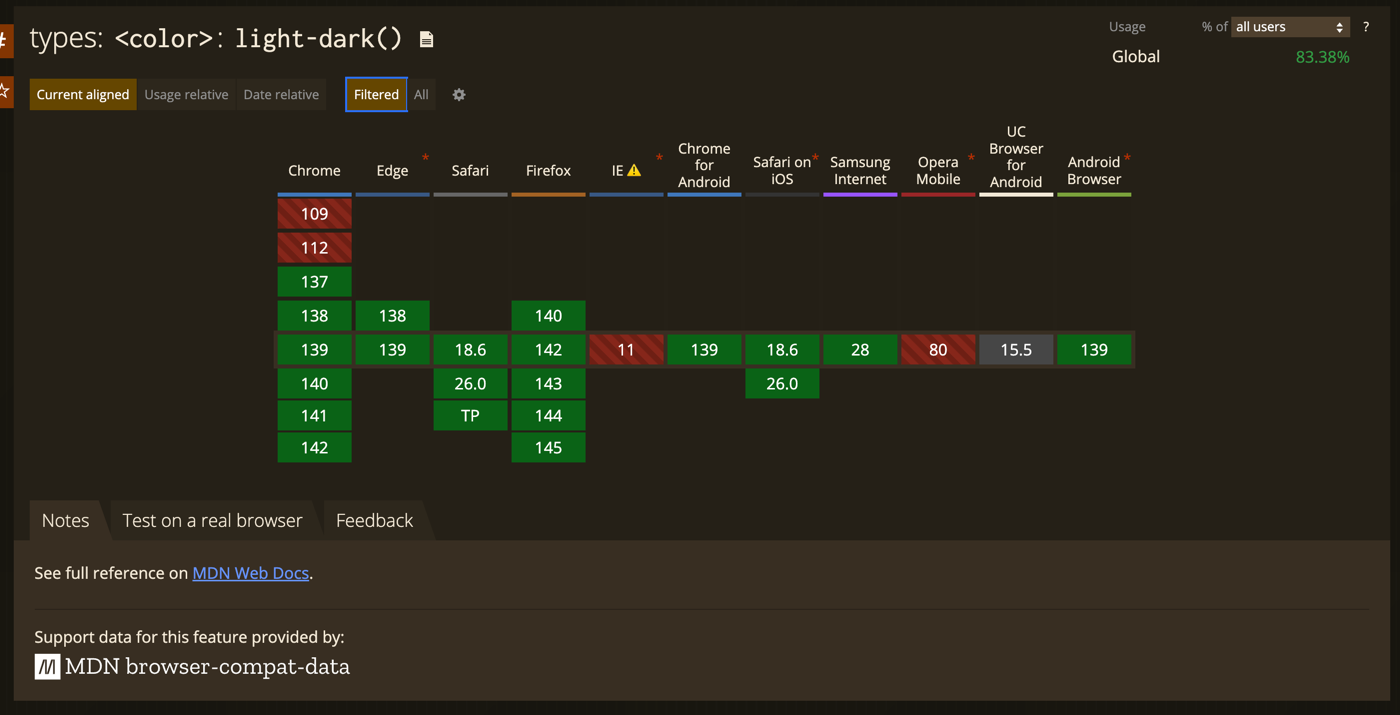 #
types: <color>: light-dark()
Usage % of all users ?
Global 83.38%
Current aligned Usage relative Date relative Filtered All
Chrome Edge * Safari Firefox IE * Chrome for Android Safari on iOS * Samsung Internet Opera Mobile * UC Browser for Android Android Browser *
109
112
137
138 138 140
139 139 18.6 142 11 139 18.6 28 80 15.5 139
140 26.0 143 26.0
141 TP 144
142 145
Notes Test on a real browser Feedback
See full reference on MDN Web Docs.
Support data for this feature provided by:
M MDN browser-compat-data